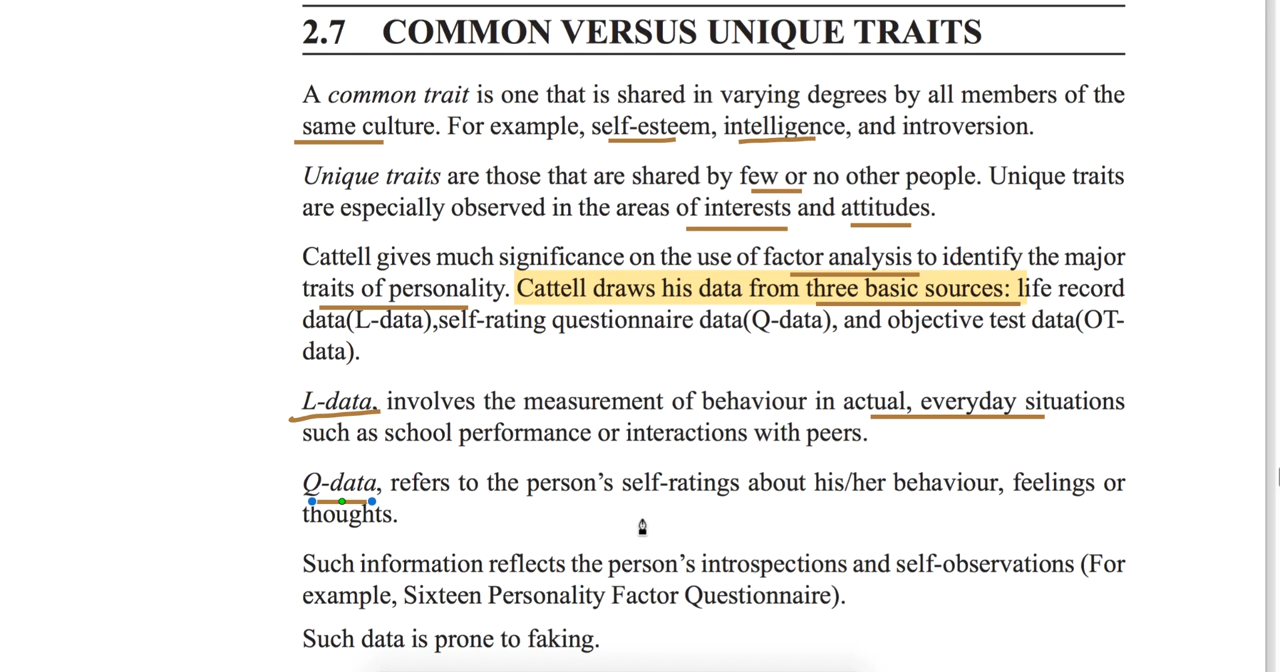 2.7 COMMON VERSUS UNIQUE TRAITS
A common trait is one that is shared in varying degrees by all members of the
same culture. For example, self-esteem, intelligence, and introversion.
Unique traits are those that are shared by few or no other people. Unique traits
are especially observed in the areas of interests and attitudes.
Cattell gives much significance on the use of factor analysis to identify the major
traits of personality. Cattell draws his data from three basic sources: life record
data(L-data),self-rating questionnaire data(Q-data), and objective test data(OT-
data).
L-data, involves the measurement of behaviour in actual, everyday situations
such as school performance or interactions with peers.
Q-data, refers to the person's self-ratings about his/her behaviour, feelings or
thoughts.
Such information reflects the person's introspections and self-observations (For
example, Sixteen Personality Factor Questionnaire).
Such data is prone to faking.